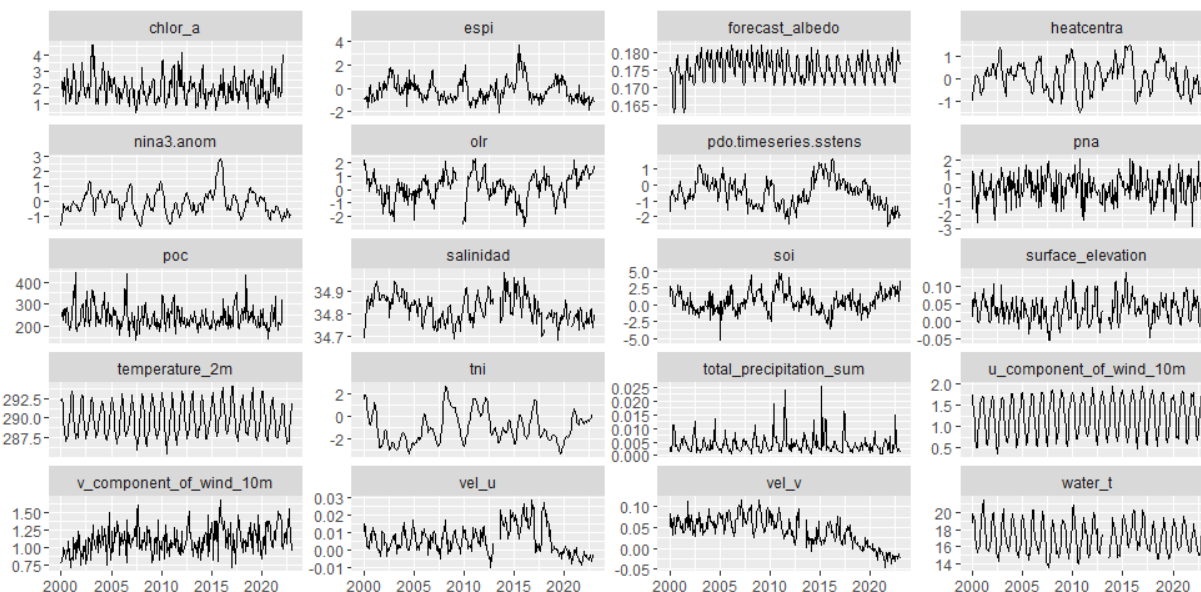 chlor_a espi forecast_albedo heatcentra
4 3 2 1
4 2 0 -2
0.180 0.175 0.170 0.165
1 0 -1
nina3.anom olr pdo.timeseries.sstens pna
3 2 1 0 -1
2 1 0 -1 -2
1 0 -1 -2
2 1 0 -1 -2 -3
poc salinidad soi surface_elevation
400 300 200
34.9 34.8 34.7
5.0 2.5 0.0 -2.5 -5.0
0.10 0.05 0.00 -0.05
temperature_2m tni total_precipitation_sum u_component_of_wind_10m
292.5 290.0 287.5
2 0 -2
0.025 0.020 0.015 0.010 0.005 0.000
2.0 1.5 1.0 0.5
v_component_of_wind_10m vel_u vel_v water_t
1.50 1.25 1.00 0.75
0.03 0.02 0.01 0.00 -0.01
0.10 0.05 0.00 -0.05
20 18 16 14
2000 2005 2010 2015 2020 2000 2005 2010 2015 2020 2000 2005 2010 2015 2020 2000 2005 2010 2015 2020